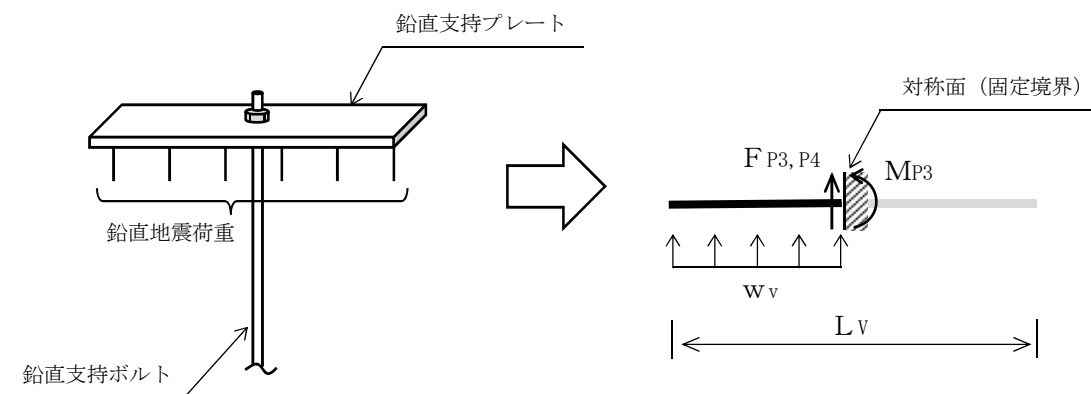 鉛直支持プレート
鉛直地震荷重
鉛直支持ボルト
対称面（固定境界）
FP3,P4
MP3
wv
LV